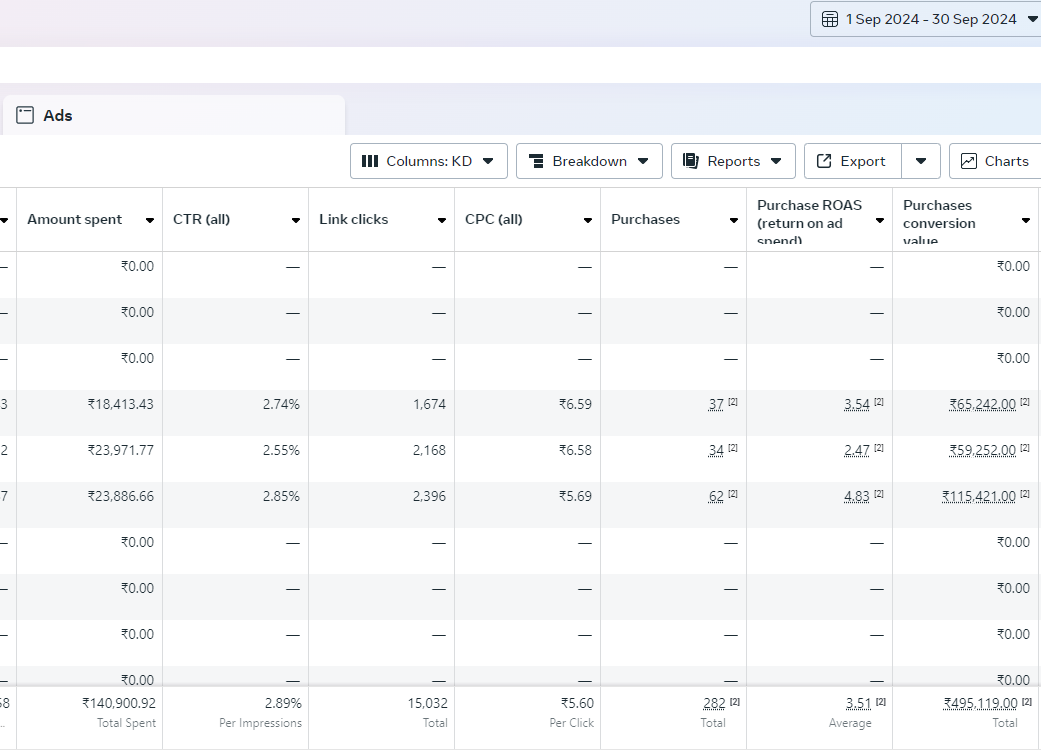 1 Sep 2024 - 30 Sep 2024
Ads
Columns: KD Breakdown Reports Export Charts
Amount spent CTR (all) Link clicks CPC (all) Purchases Purchase ROAS (return on ad spend) Purchases conversion value
— ₹0.00 — — — — — ₹0.00
— ₹0.00 — — — — — ₹0.00
— ₹0.00 — — — — — ₹0.00
3 ₹18,413.43 2.74% 1,674 ₹6.59 37 [2] 3.54 [2] ₹65,242.00 [2]
2 ₹23,971.77 2.55% 2,168 ₹6.58 34 [2] 2.47 [2] ₹59,252.00 [2]
7 ₹23,886.66 2.85% 2,396 ₹5.69 62 [2] 4.83 [2] ₹115,421.00 [2]
— ₹0.00 — — — — — ₹0.00
— ₹0.00 — — — — — ₹0.00
— ₹0.00 — — — — — ₹0.00
— ₹0.00 — — — — — ₹0.00
58 ₹140,900.92 2.89% 15,032 ₹5.60 282 [2] 3.51 [2] ₹495,119.00 [2]
... Total Spent Per Impressions Total Per Click Total Average Total